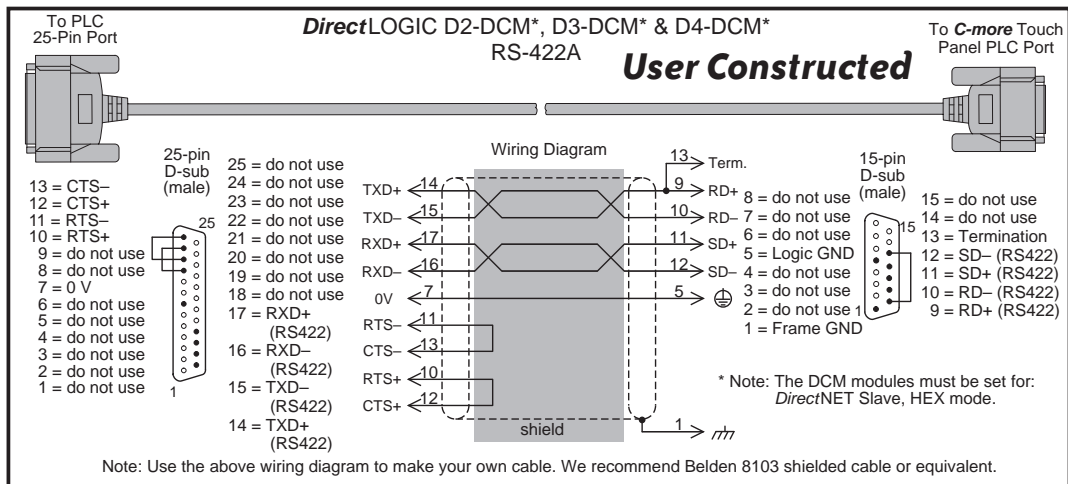 To PLC
25-Pin Port
DirectLOGIC D2-DCM*, D3-DCM* & D4-DCM*
RS-422A
User Constructed
To C-more Touch
Panel PLC Port
25-pin
D-sub
(male)
13 = CTS–
12 = CTS+
11 = RTS–
10 = RTS+
9 = do not use
8 = do not use
7 = 0 V
6 = do not use
5 = do not use
4 = do not use
3 = do not use
2 = do not use
1 = do not use
25
1
25 = do not use
24 = do not use
23 = do not use
22 = do not use
21 = do not use
20 = do not use
19 = do not use
18 = do not use
17 = RXD+
(RS422)
16 = RXD–
(RS422)
15 = TXD–
(RS422)
14 = TXD+
(RS422)
Wiring Diagram
TXD+ 14
TXD– 15
RXD+ 17
RXD– 16
0V 7
RTS– 11
CTS– 13
RTS+ 10
CTS+ 12
shield
13 Term.
9 RD+
10 RD–
11 SD+
12 SD–
5
1
15-pin
D-sub
(male)
8 = do not use
7 = do not use
6 = do not use
5 = Logic GND
4 = do not use
3 = do not use
2 = do not use
1 = Frame GND
15
1
15 = do not use
14 = do not use
13 = Termination
12 = SD– (RS422)
11 = SD+ (RS422)
10 = RD– (RS422)
9 = RD+ (RS422)
* Note: The DCM modules must be set for:
DirectNET Slave, HEX mode.
Note: Use the above wiring diagram to make your own cable. We recommend Belden 8103 shielded cable or equivalent.